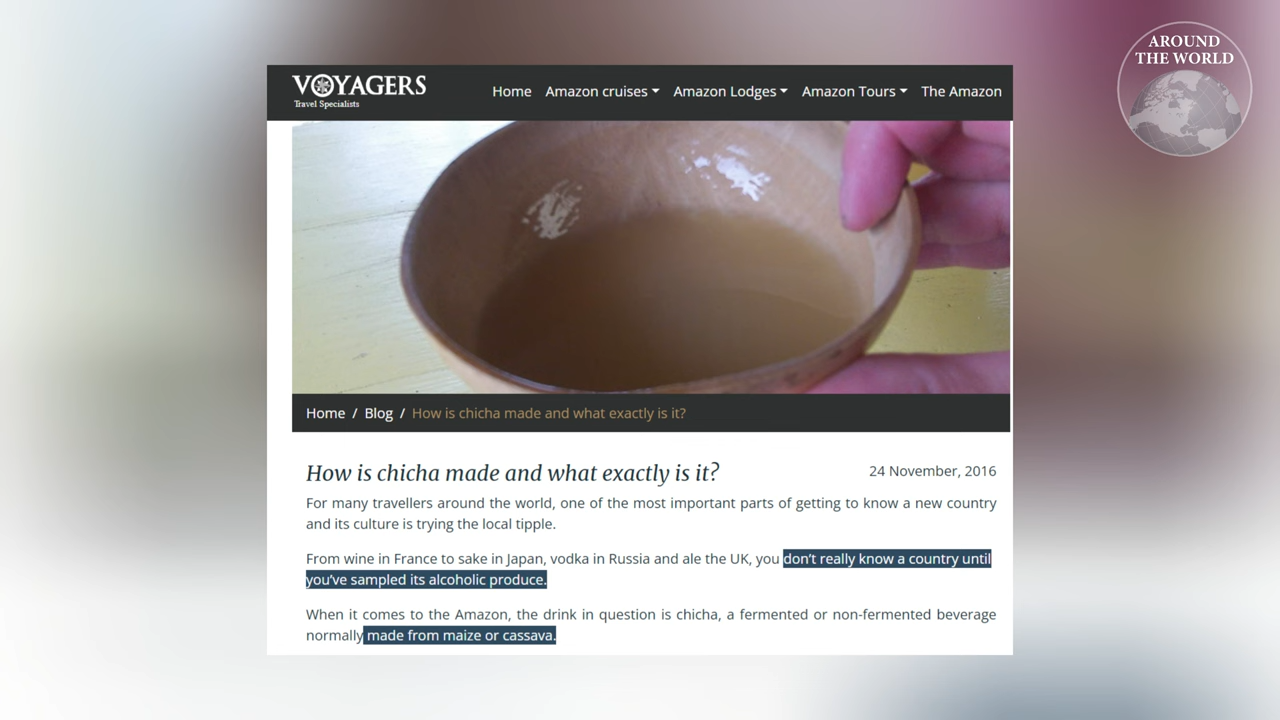 AROUND
THE WORLD
VOYAGERS
Travel Specialists
Home Amazon cruises Amazon Lodges Amazon Tours The Amazon
Home / Blog / How is chicha made and what exactly is it?
How is chicha made and what exactly is it? 24 November, 2016
For many travellers around the world, one of the most important parts of getting to know a new country
and its culture is trying the local tipple.
From wine in France to sake in Japan, vodka in Russia and ale the UK, you don't really know a country until
you've sampled its alcoholic produce.
When it comes to the Amazon, the drink in question is chicha, a fermented or non-fermented beverage
normally made from maize or cassava.